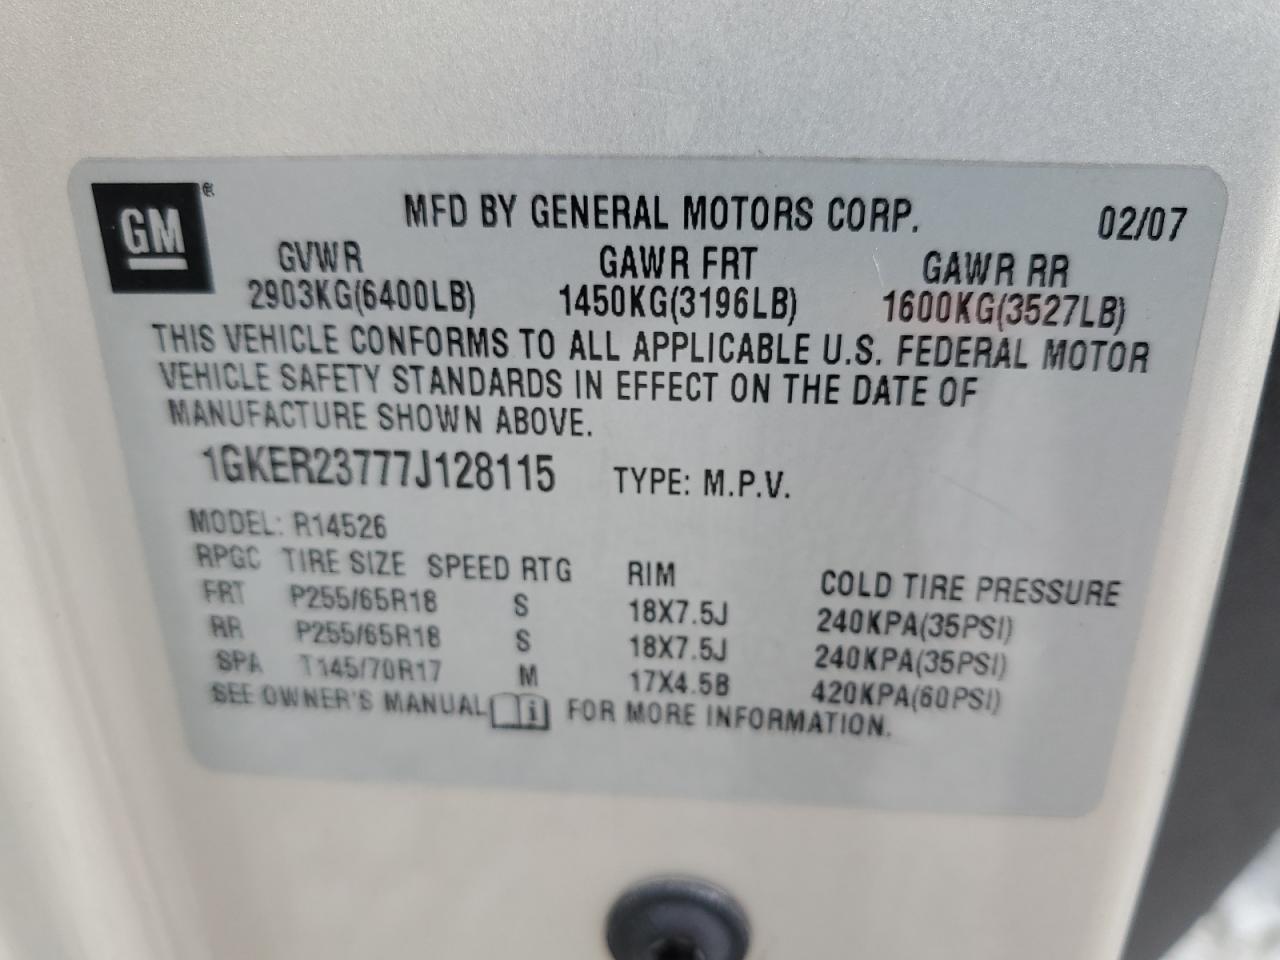 GM ®
MFD BY GENERAL MOTORS CORP. 02/07
GVWR GAWR FRT GAWR RR
2903KG(6400LB) 1450KG(3196LB) 1600KG(3527LB)
THIS VEHICLE CONFORMS TO ALL APPLICABLE U.S. FEDERAL MOTOR
VEHICLE SAFETY STANDARDS IN EFFECT ON THE DATE OF
MANUFACTURE SHOWN ABOVE.
1GKER23777J128115 TYPE: M.P.V.
MODEL: R14526
RPGC TIRE SIZE SPEED RTG RIM COLD TIRE PRESSURE
FRT P255/65R18 S 18X7.5J 240KPA(35PSI)
RR P255/65R18 S 18X7.5J 240KPA(35PSI)
SPA T145/70R17 M 17X4.5B 420KPA(60PSI)
SEE OWNER'S MANUAL i FOR MORE INFORMATION.